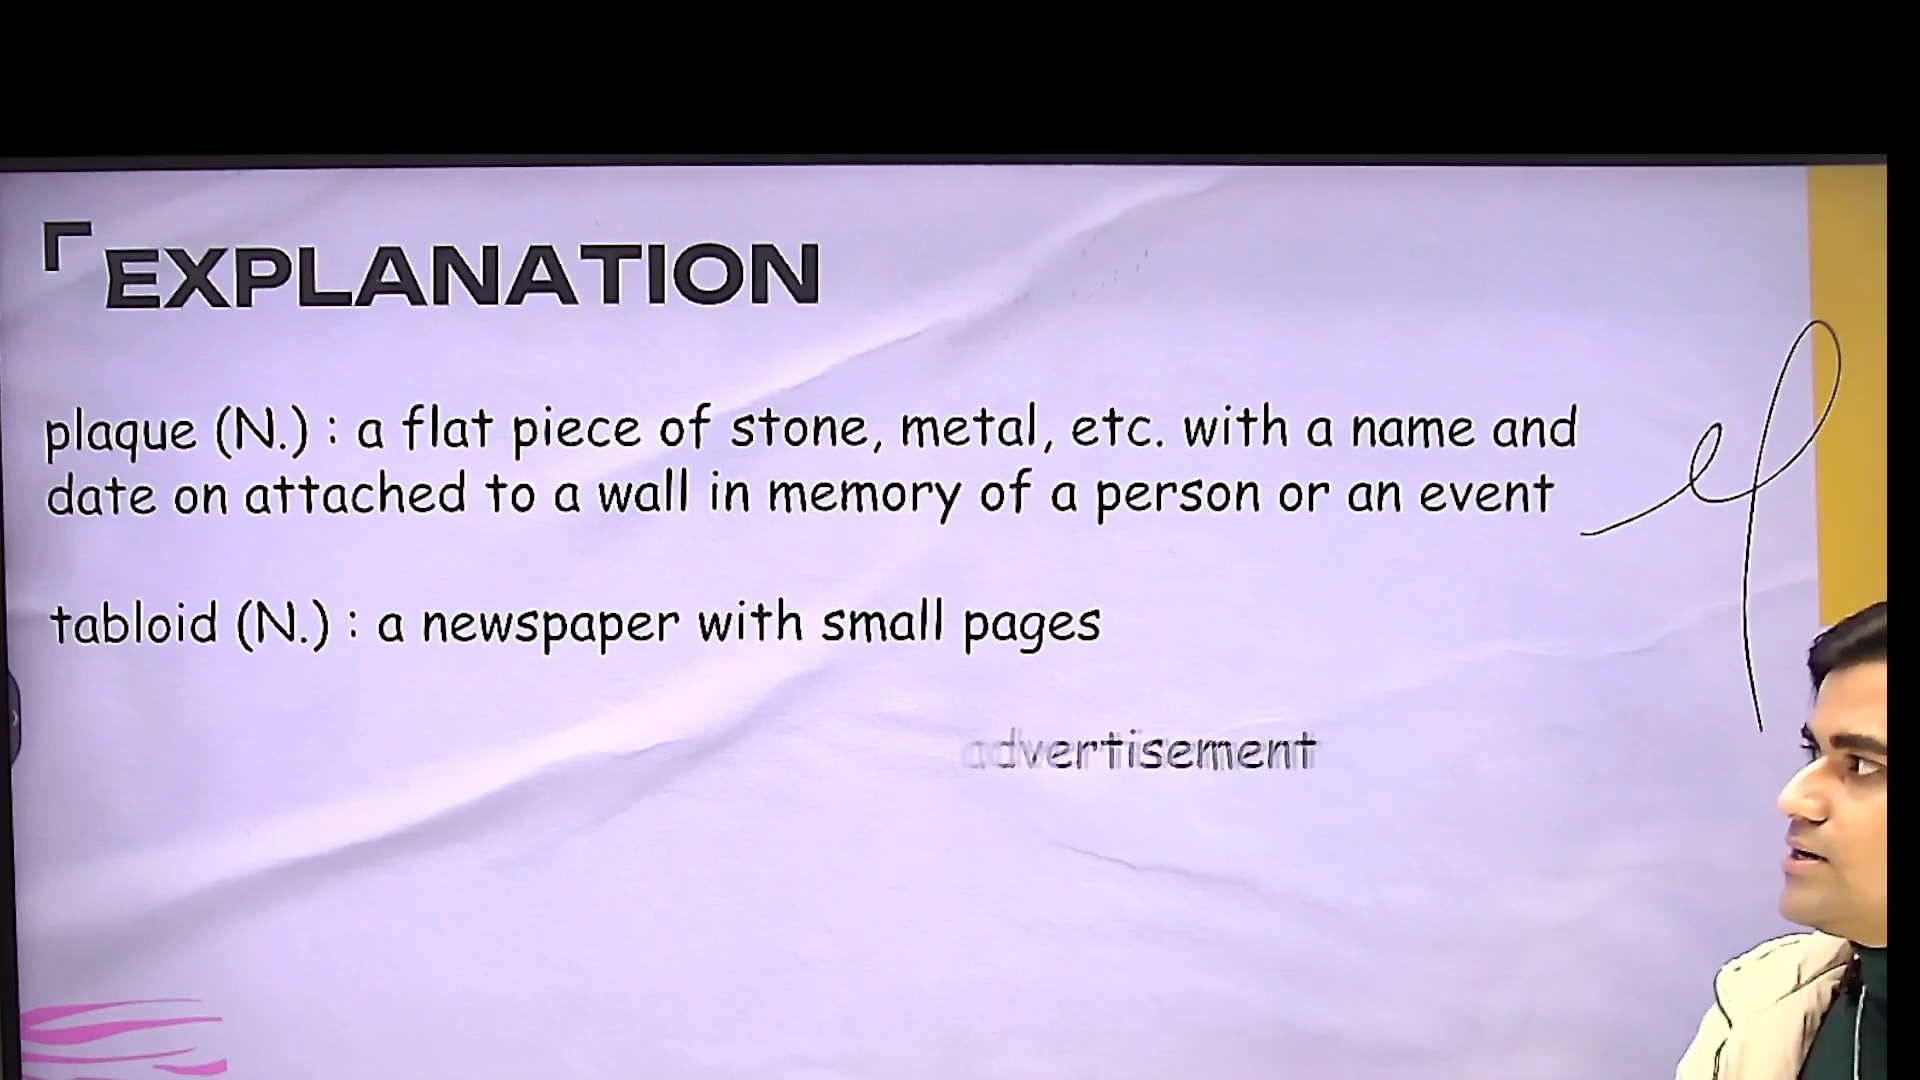 EXPLANATION
plaque (N.) : a flat piece of stone, metal, etc. with a name and
date on attached to a wall in memory of a person or an event
tabloid (N.) : a newspaper with small pages
advertisement